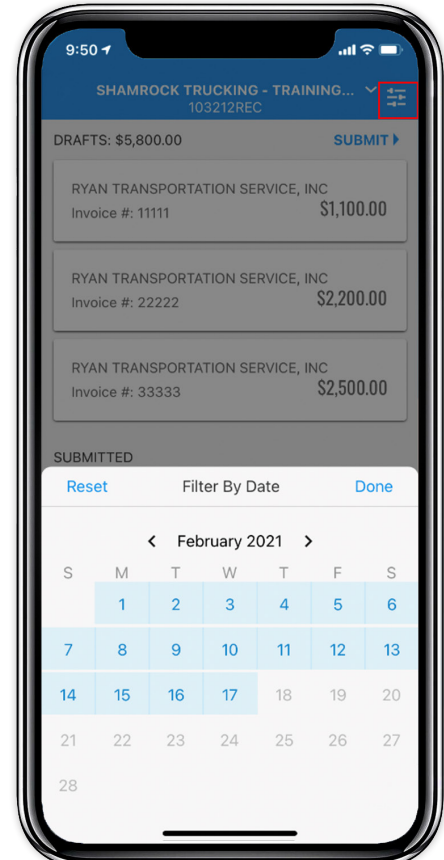 9:50
SHAMROCK TRUCKING - TRAINING...
103212REC
DRAFTS: $5,800.00 SUBMIT
RYAN TRANSPORTATION SERVICE, INC
Invoice #: 11111 $1,100.00
RYAN TRANSPORTATION SERVICE, INC
Invoice #: 22222 $2,200.00
RYAN TRANSPORTATION SERVICE, INC
Invoice #: 33333 $2,500.00
SUBMITTED
Reset Filter By Date Done
February 2021
S M T W T F S
1 2 3 4 5 6
7 8 9 10 11 12 13
14 15 16 17 18 19 20
21 22 23 24 25 26 27
28